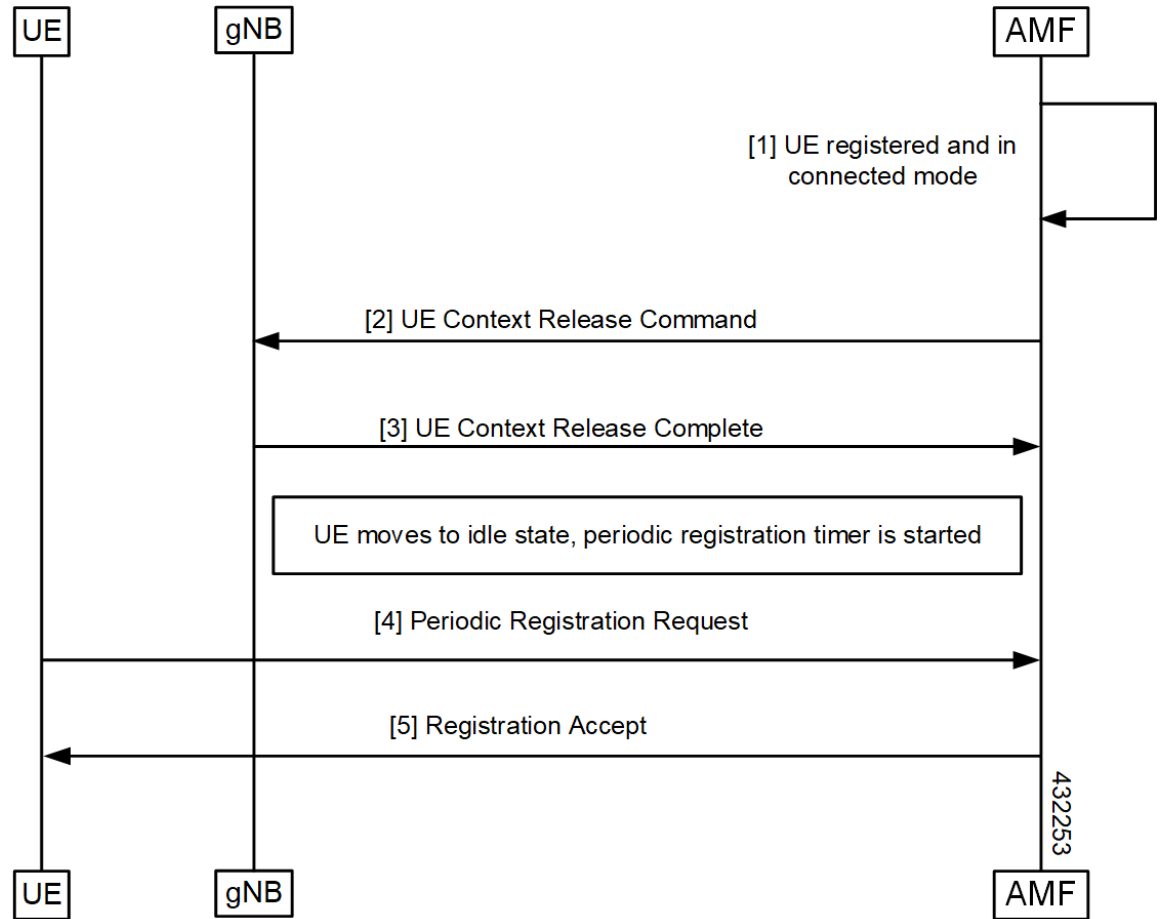 UE
gNB
AMF
[1] UE registered and in
connected mode
[2] UE Context Release Command
[3] UE Context Release Complete
UE moves to idle state, periodic registration timer is started
[4] Periodic Registration Request
[5] Registration Accept
432253
UE
gNB
AMF